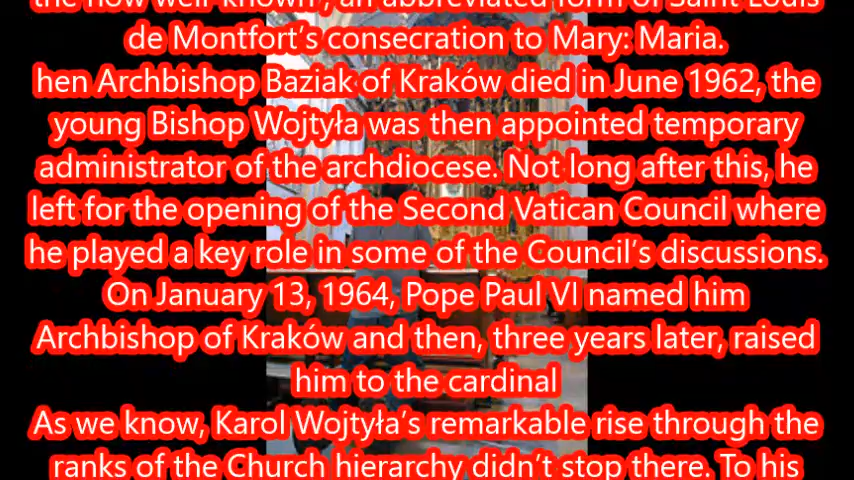 the now well-known , an abbreviated form of Saint Louis
de Montfort’s consecration to Mary: Maria.
hen Archbishop Baziak of Kraków died in June 1962, the
young Bishop Wojtyła was then appointed temporary
administrator of the archdiocese. Not long after this, he
left for the opening of the Second Vatican Council where
he played a key role in some of the Council’s discussions.
On January 13, 1964, Pope Paul VI named him
Archbishop of Kraków and then, three years later, raised
him to the cardinal
As we know, Karol Wojtyła’s remarkable rise through the
ranks of the Church hierarchy didn’t stop there. To his